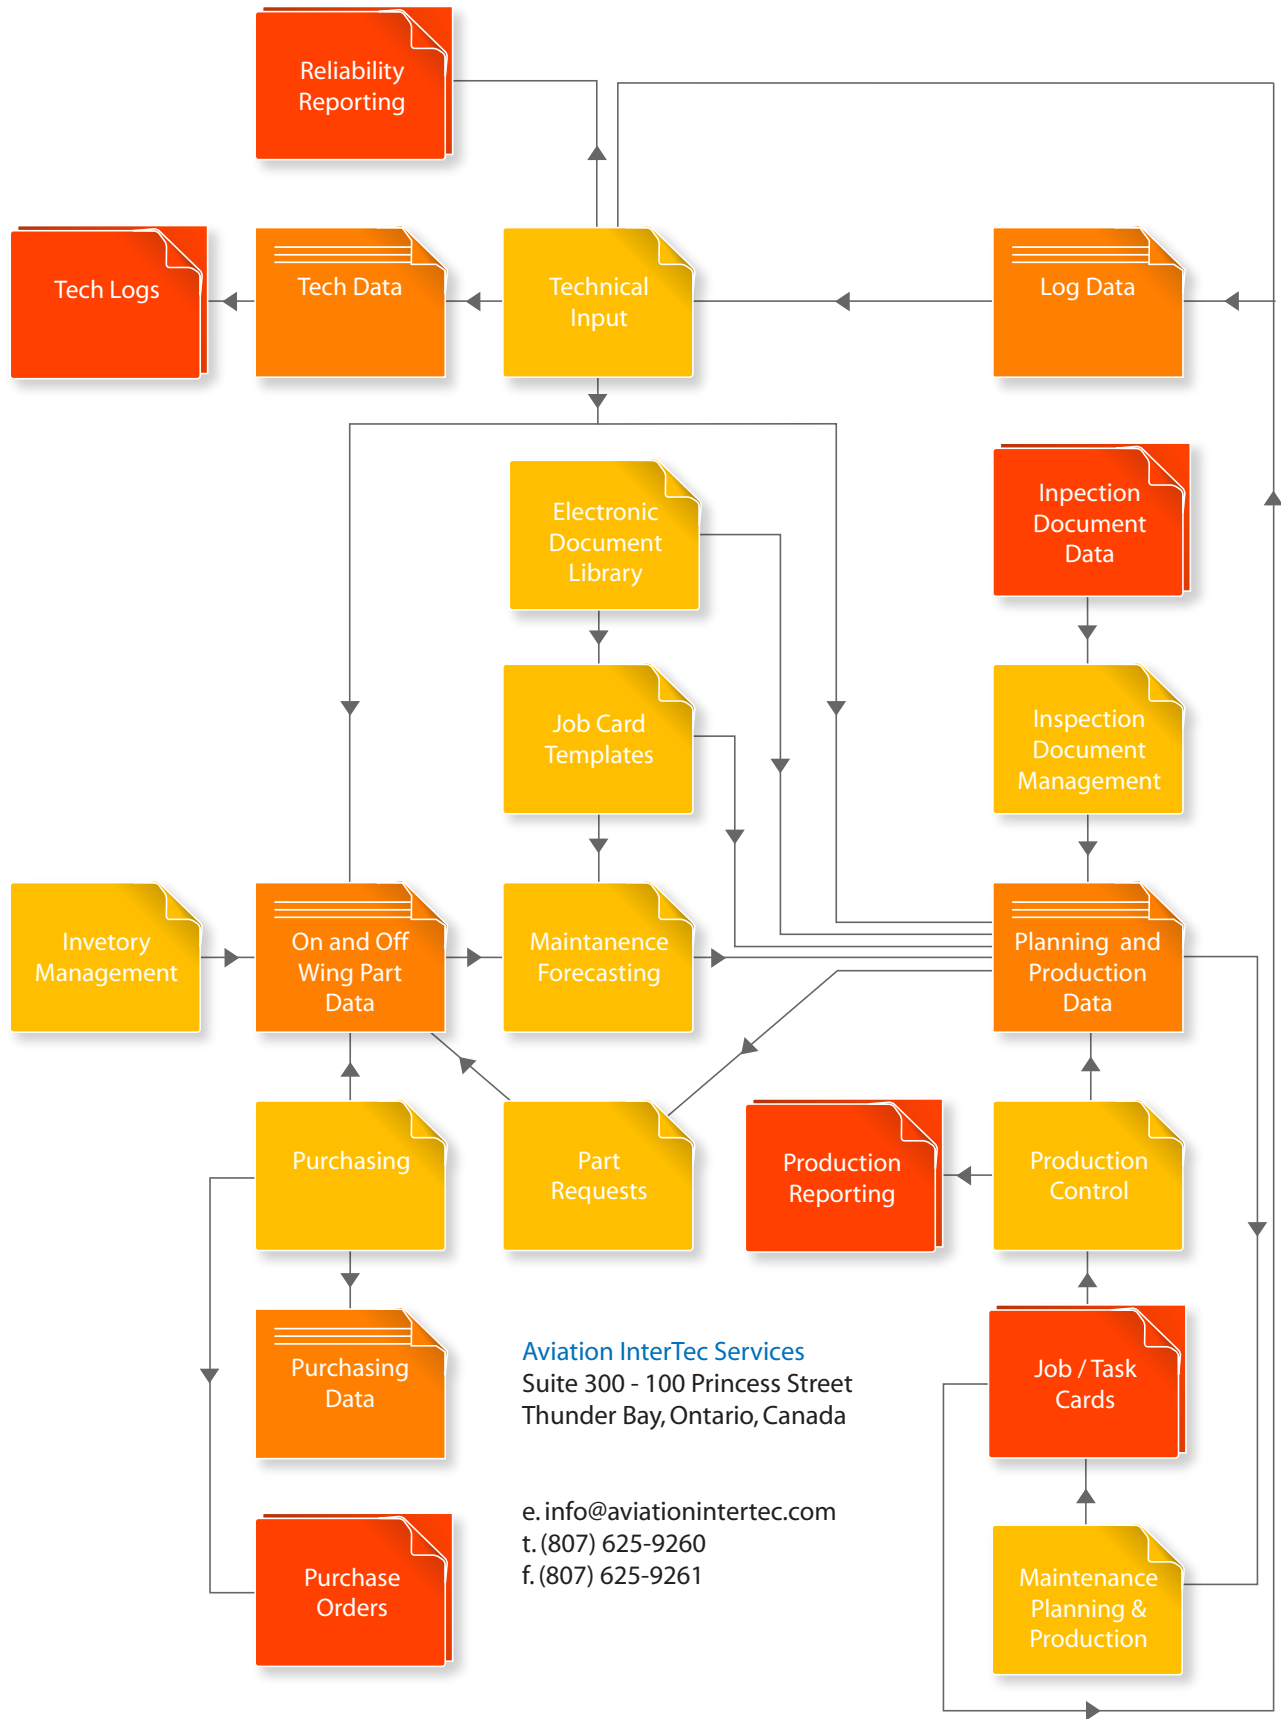 Reliability
Reporting
Tech Logs
Tech Data
Technical
Input
Log Data
Electronic
Document
Library
Inpection
Document
Data
Job Card
Templates
Inspection
Document
Management
Invetory
Management
On and Off
Wing Part
Data
Maintanence
Forecasting
Planning and
Production
Data
Purchasing
Part
Requests
Production
Reporting
Production
Control
Purchasing
Data
Aviation InterTec Services
Suite 300 - 100 Princess Street
Thunder Bay, Ontario, Canada
Job / Task
Cards
e. info@aviationintertec.com
t. (807) 625-9260
f. (807) 625-9261
Purchase
Orders
Maintenance
Planning &
Production